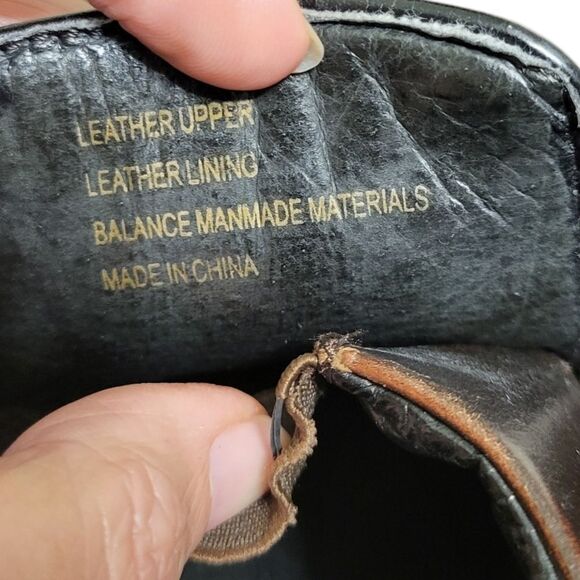 LEATHER UPPER
LEATHER LINING
BALANCE MANMADE MATERIALS
MADE IN CHINA